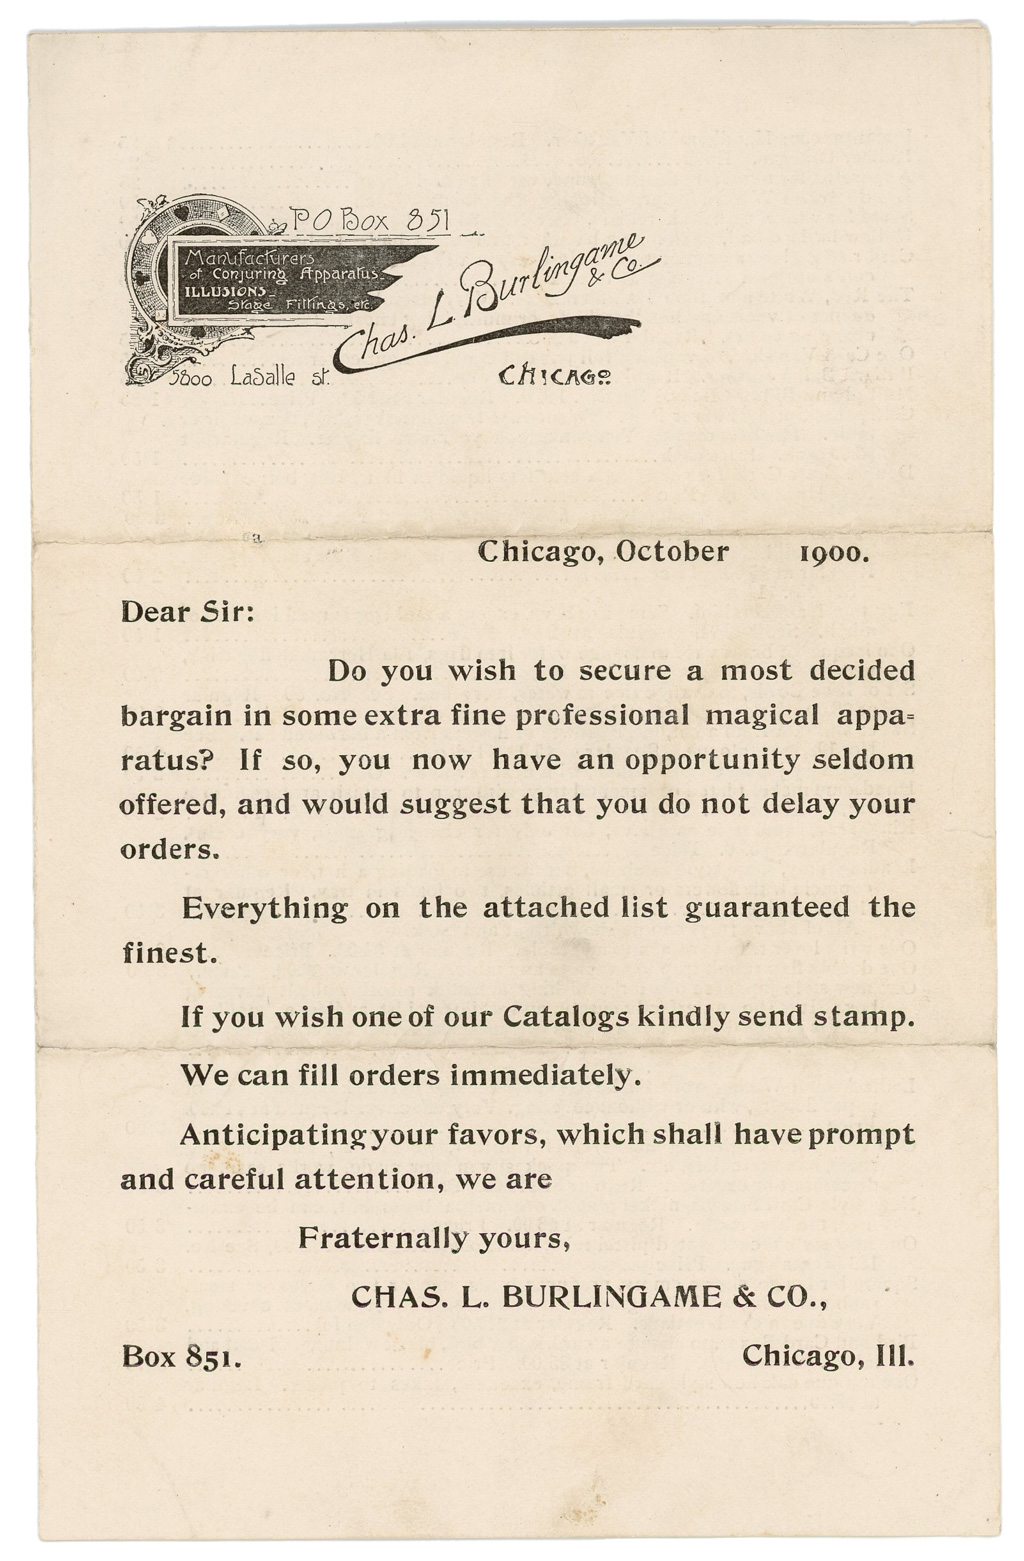 PO Box 851
Manufacturers
of Conjuring Apparatus
ILLUSIONS
Stage Fittings, etc.
Chas. L. Burlingame
& Co.
5800 LaSalle st.
CHICAGO
Chicago, October 1900.
Dear Sir:
Do you wish to secure a most decided
bargain in some extra fine professional magical appa=
ratus? If so, you now have an opportunity seldom
offered, and would suggest that you do not delay your
orders.
Everything on the attached list guaranteed the
finest.
If you wish one of our Catalogs kindly send stamp.
We can fill orders immediately.
Anticipating your favors, which shall have prompt
and careful attention, we are
Fraternally yours,
CHAS. L. BURLINGAME & CO.,
Box 851. Chicago, Ill.